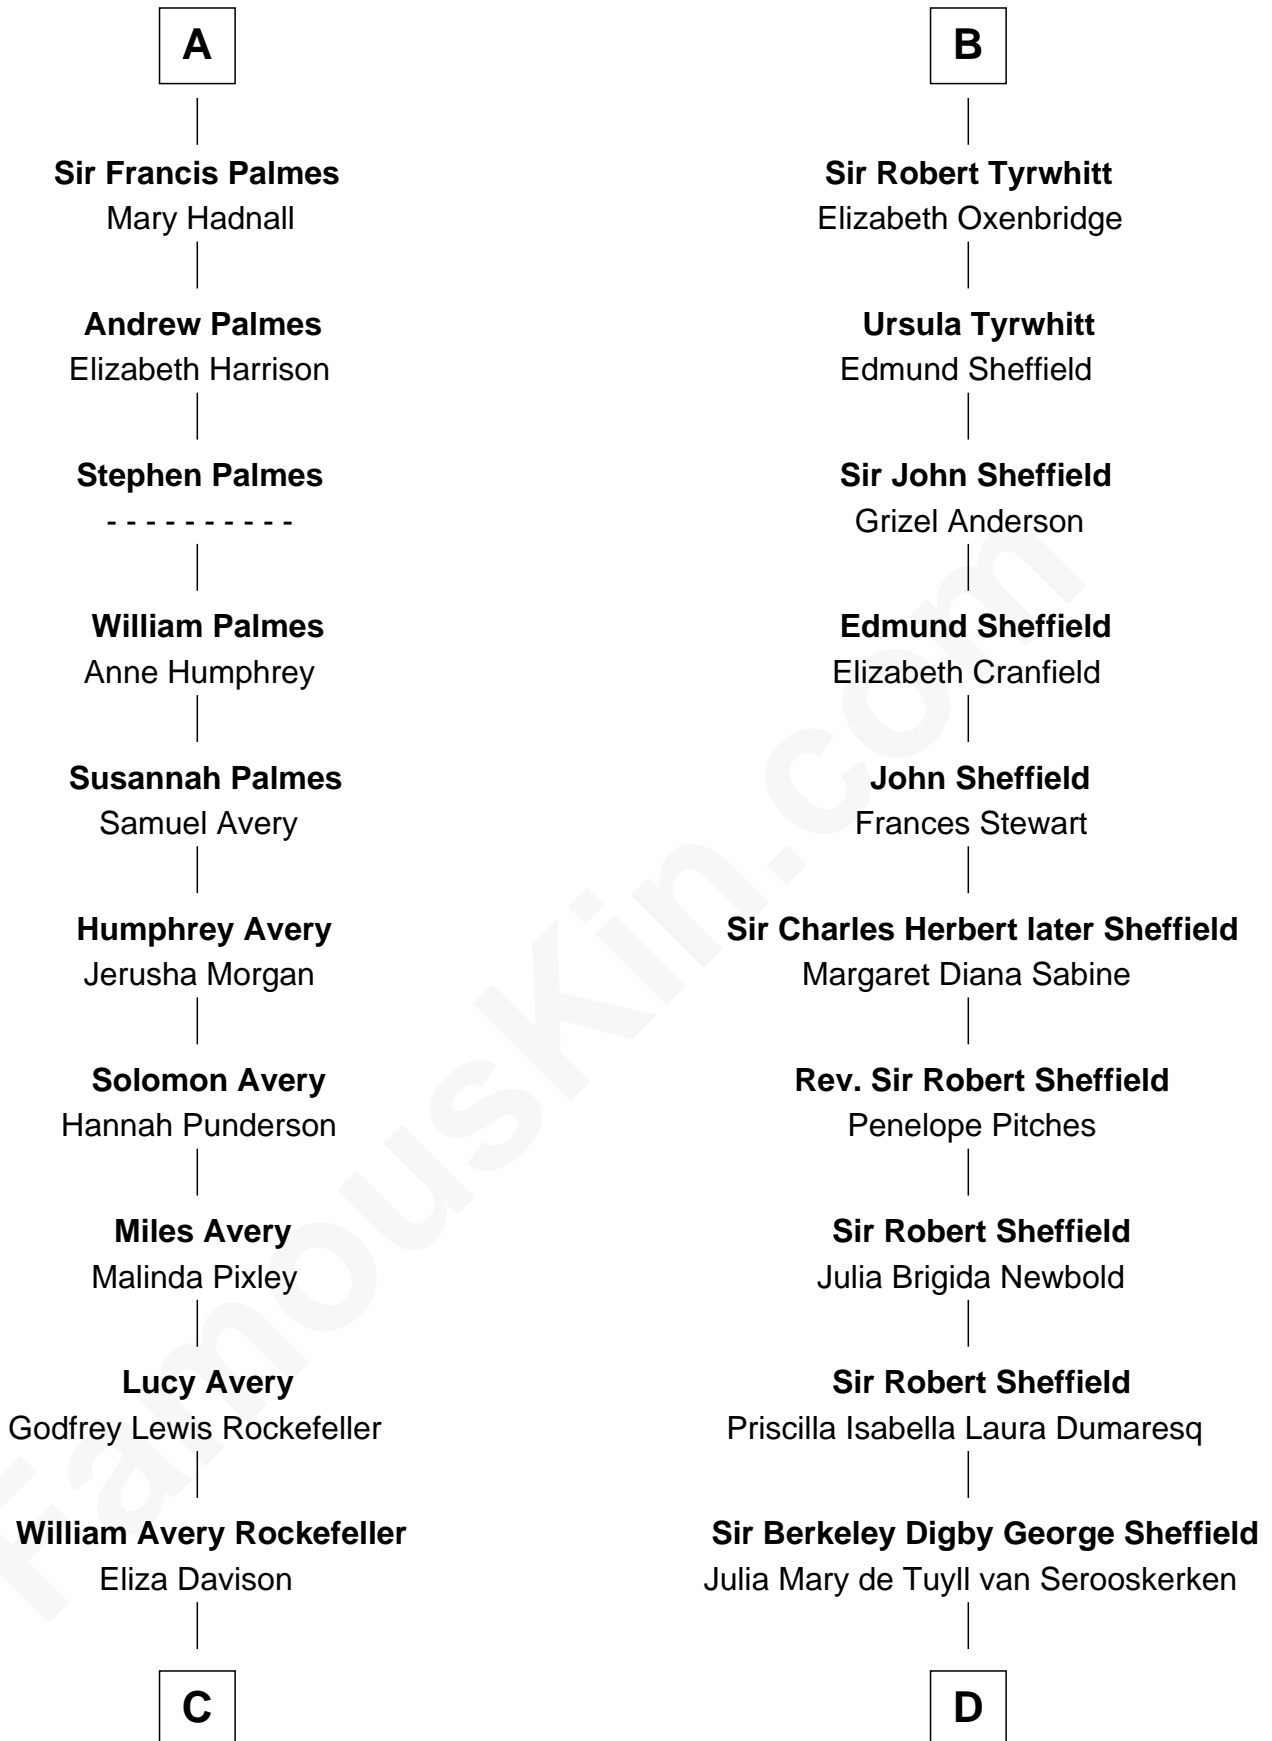 A
Sir Francis Palmes
Mary Hadnall
Andrew Palmes
Elizabeth Harrison
Stephen Palmes
- - - - - - - - - -
William Palmes
Anne Humphrey
Susannah Palmes
Samuel Avery
Humphrey Avery
Jerusha Morgan
Solomon Avery
Hannah Punderson
Miles Avery
Malinda Pixley
Lucy Avery
Godfrey Lewis Rockefeller
William Avery Rockefeller
Eliza Davison
C
B
Sir Robert Tyrwhitt
Elizabeth Oxenbridge
Ursula Tyrwhitt
Edmund Sheffield
Sir John Sheffield
Grizel Anderson
Edmund Sheffield
Elizabeth Cranfield
John Sheffield
Frances Stewart
Sir Charles Herbert later Sheffield
Margaret Diana Sabine
Rev. Sir Robert Sheffield
Penelope Pitches
Sir Robert Sheffield
Julia Brigida Newbold
Sir Robert Sheffield
Priscilla Isabella Laura Dumaresq
Sir Berkeley Digby George Sheffield
Julia Mary de Tuyll van Serooskerken
D
FamousKin.com